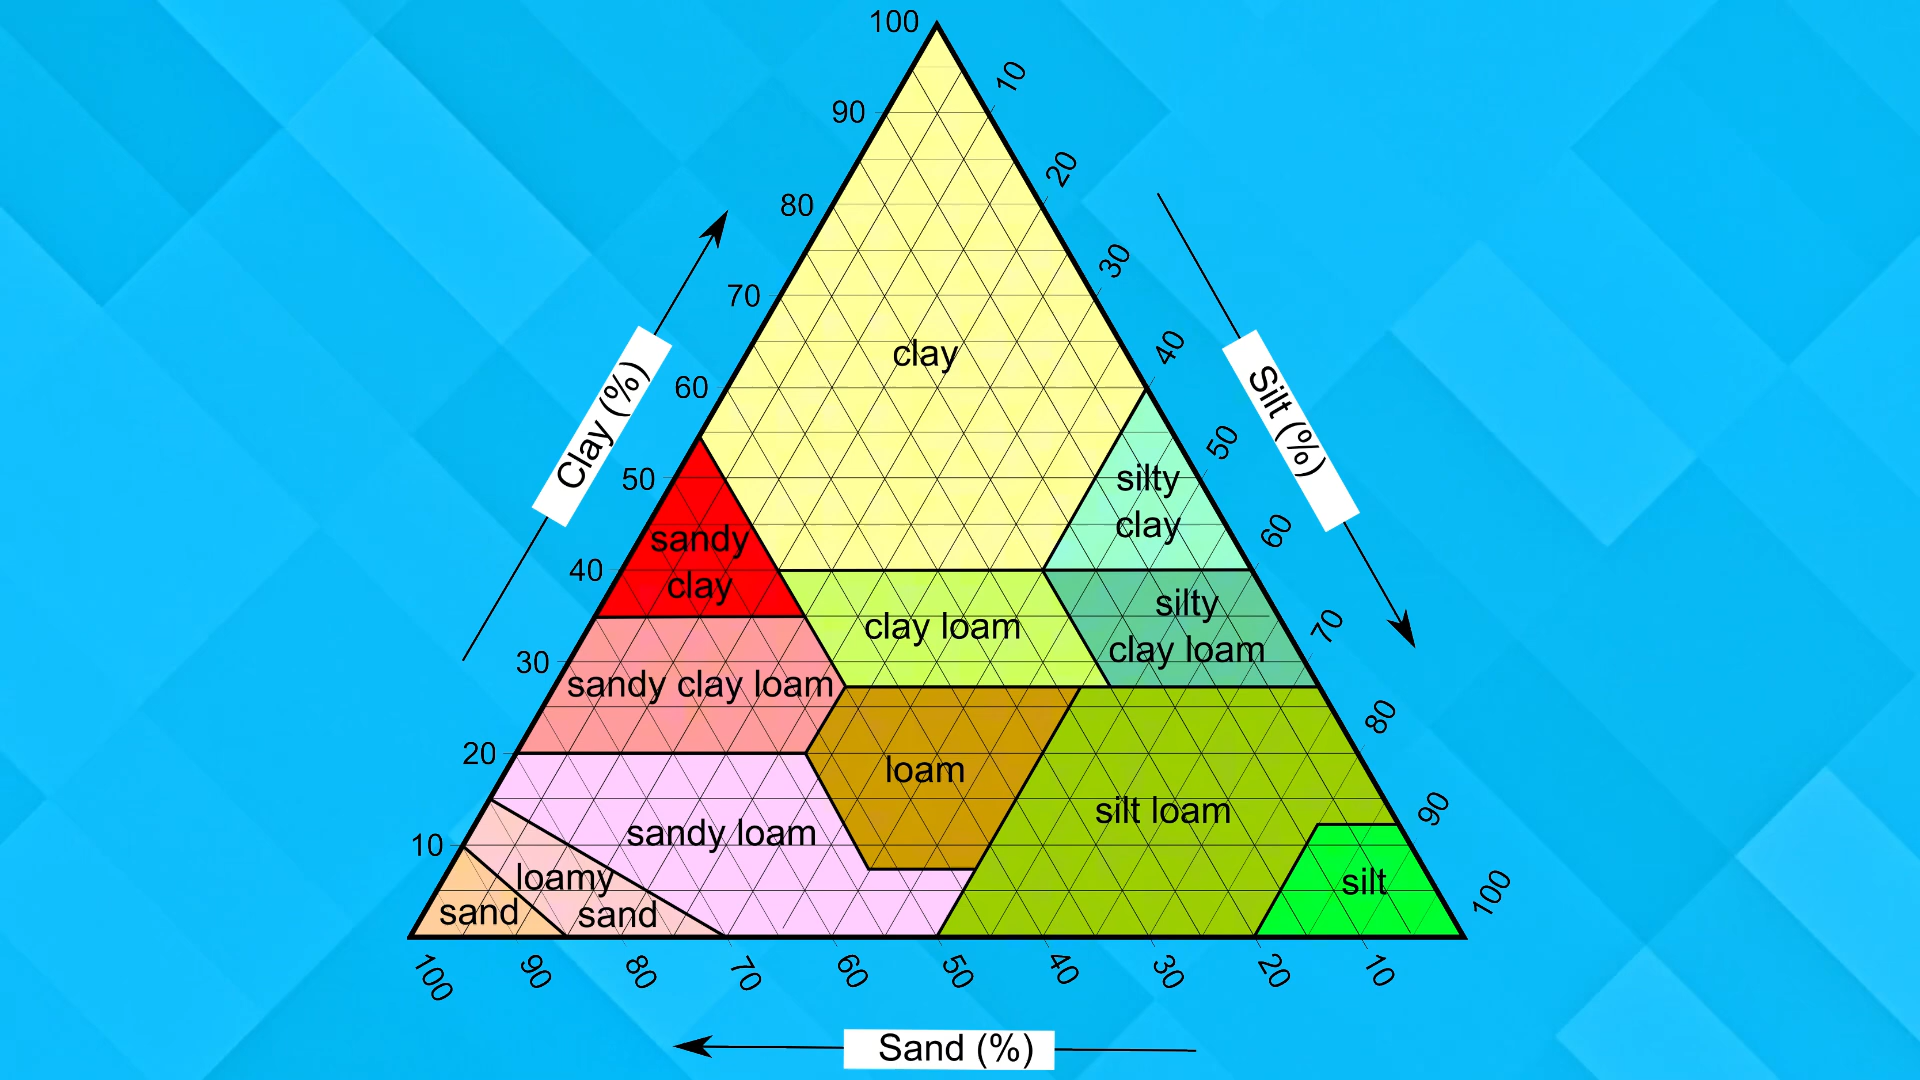 100
10
90
20
80
30
70
clay
40
60
Clay (%)
Silt (%)
50
50
silty
clay
sandy
clay
60
40
silty
clay loam
clay loam
70
30
sandy clay loam
80
20
loam
silt loam
90
sandy loam
10
loamy
sand
silt
100
sand
100
90
80
70
60
50
40
30
20
10
Sand (%)